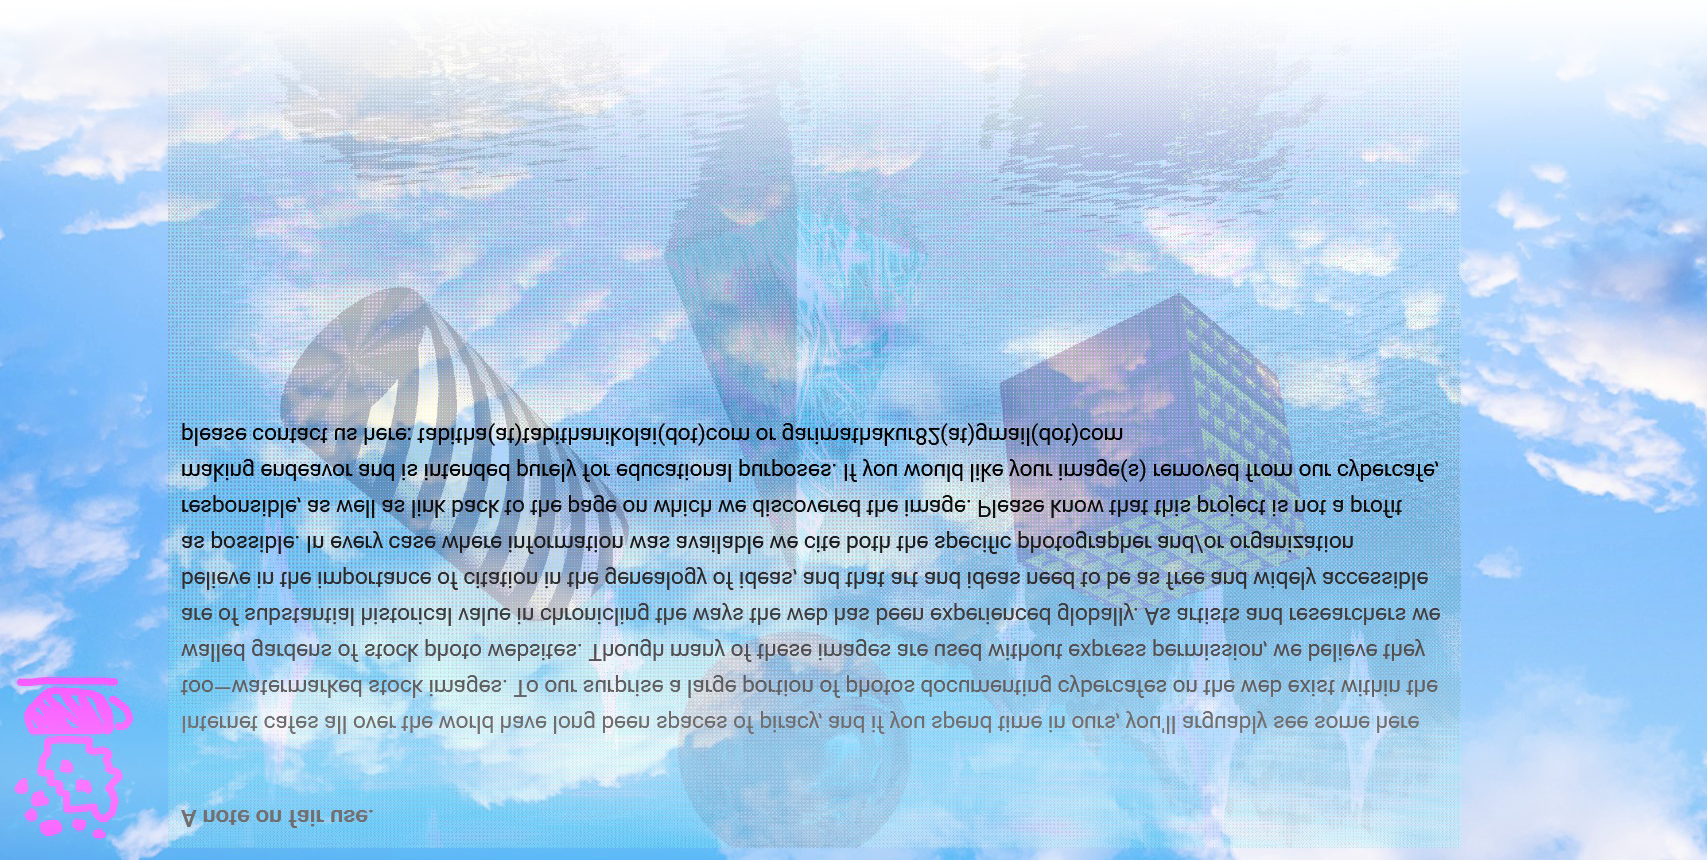 A note on fair use.
Internet cafes all over the world have long been spaces of piracy, and if you spend time in ours, you'll arguably see some here
too—watermarked stock images. To our surprise a large portion of photos documenting cybercafes on the web exist within the
walled gardens of stock photo websites. Though many of these images are used without express permission, we believe they
are of substantial historical value in chronicling the ways the web has been experienced globally. As artists and researchers we
believe in the importance of citation in the genealogy of ideas, and that art and ideas need to be as free and widely accessible
as possible. In every case where information was available we cite both the specific photographer and/or organization
responsible, as well as link back to the page on which we discovered the image. Please know that this project is not a profit
making endeavor and is intended purely for educational purposes. If you would like your image(s) removed from our cybercafe,
please contact us here: tabitha(at)tabithanikolai(dot)com or garimathakur82(at)gmail(dot)com